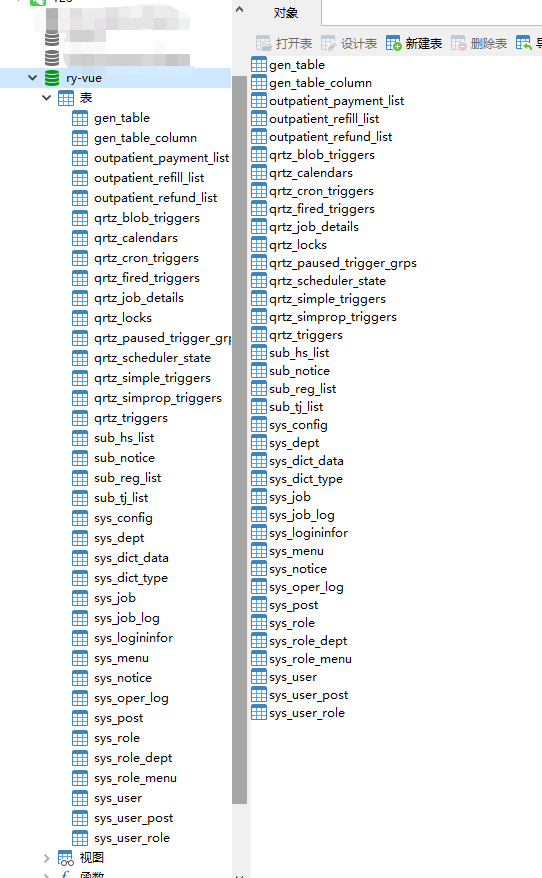 ry-vue
表
gen_table
gen_table_column
outpatient_payment_list
outpatient_refill_list
outpatient_refund_list
qrtz_blob_triggers
qrtz_calendars
qrtz_cron_triggers
qrtz_fired_triggers
qrtz_job_details
qrtz_locks
qrtz_paused_trigger_grp
qrtz_scheduler_state
qrtz_simple_triggers
qrtz_simprop_triggers
qrtz_triggers
sub_hs_list
sub_notice
sub_reg_list
sub_tj_list
sys_config
sys_dept
sys_dict_data
sys_dict_type
sys_job
sys_job_log
sys_logininfor
sys_menu
sys_notice
sys_oper_log
sys_post
sys_role
sys_role_dept
sys_role_menu
sys_user
sys_user_post
sys_user_role
视图
函数
对象
打开表 设计表 新建表 删除表
gen_table
gen_table_column
outpatient_payment_list
outpatient_refill_list
outpatient_refund_list
qrtz_blob_triggers
qrtz_calendars
qrtz_cron_triggers
qrtz_fired_triggers
qrtz_job_details
qrtz_locks
qrtz_paused_trigger_grps
qrtz_scheduler_state
qrtz_simple_triggers
qrtz_simprop_triggers
qrtz_triggers
sub_hs_list
sub_notice
sub_reg_list
sub_tj_list
sys_config
sys_dept
sys_dict_data
sys_dict_type
sys_job
sys_job_log
sys_logininfor
sys_menu
sys_notice
sys_oper_log
sys_post
sys_role
sys_role_dept
sys_role_menu
sys_user
sys_user_post
sys_user_role